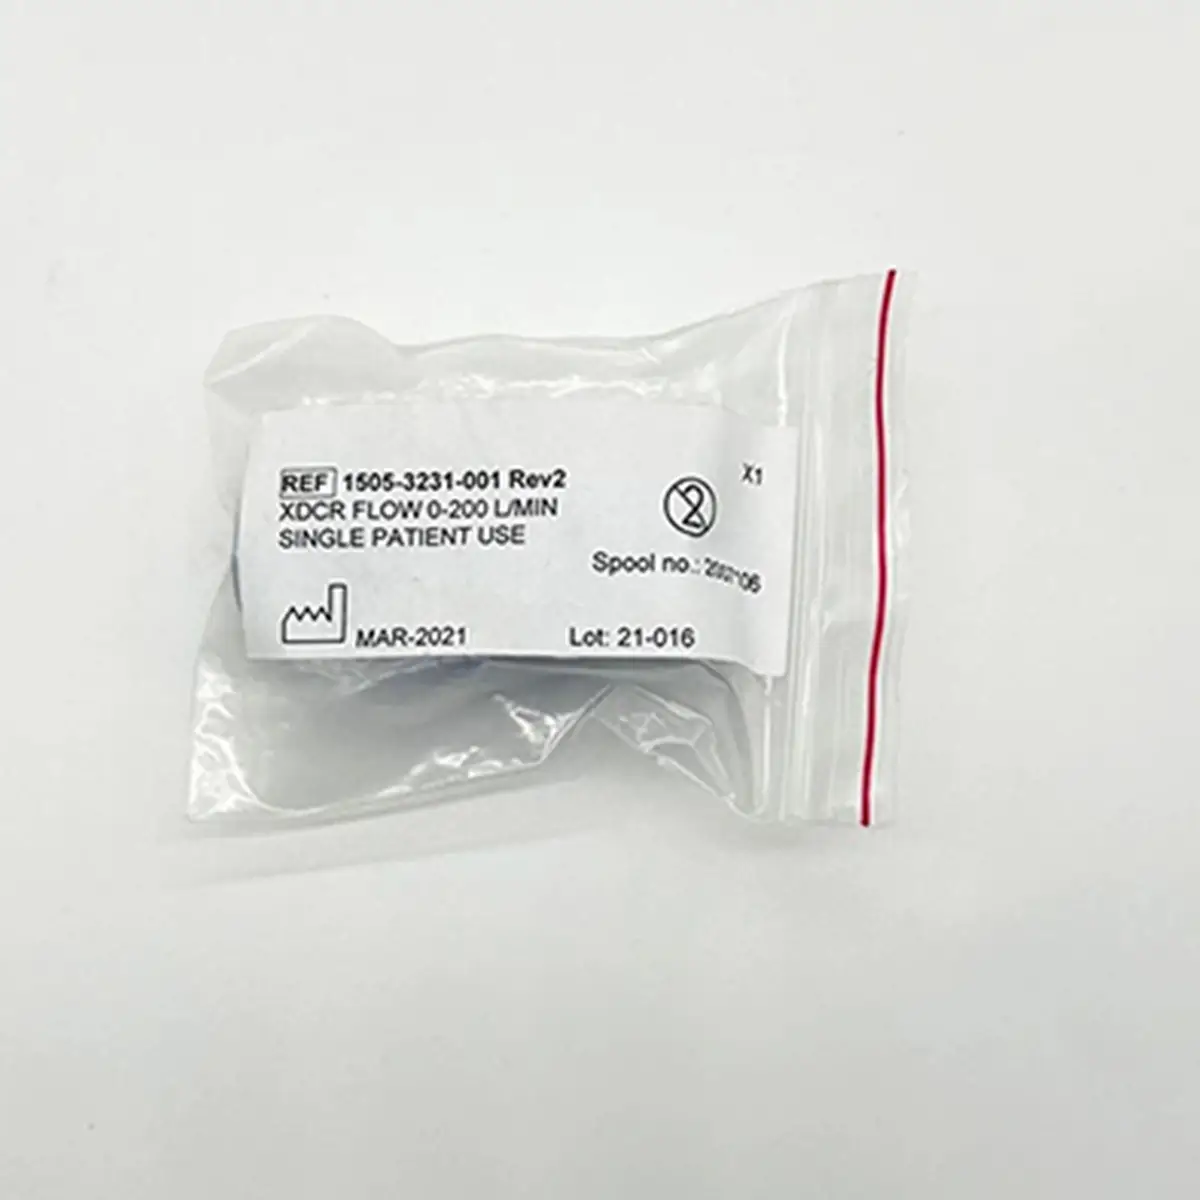 REF 1505-3231-001 Rev2
XDCR FLOW 0-200 L/MIN
SINGLE PATIENT USE
2
X1
Spool no.:
MAR-2021
Lot: 21-016